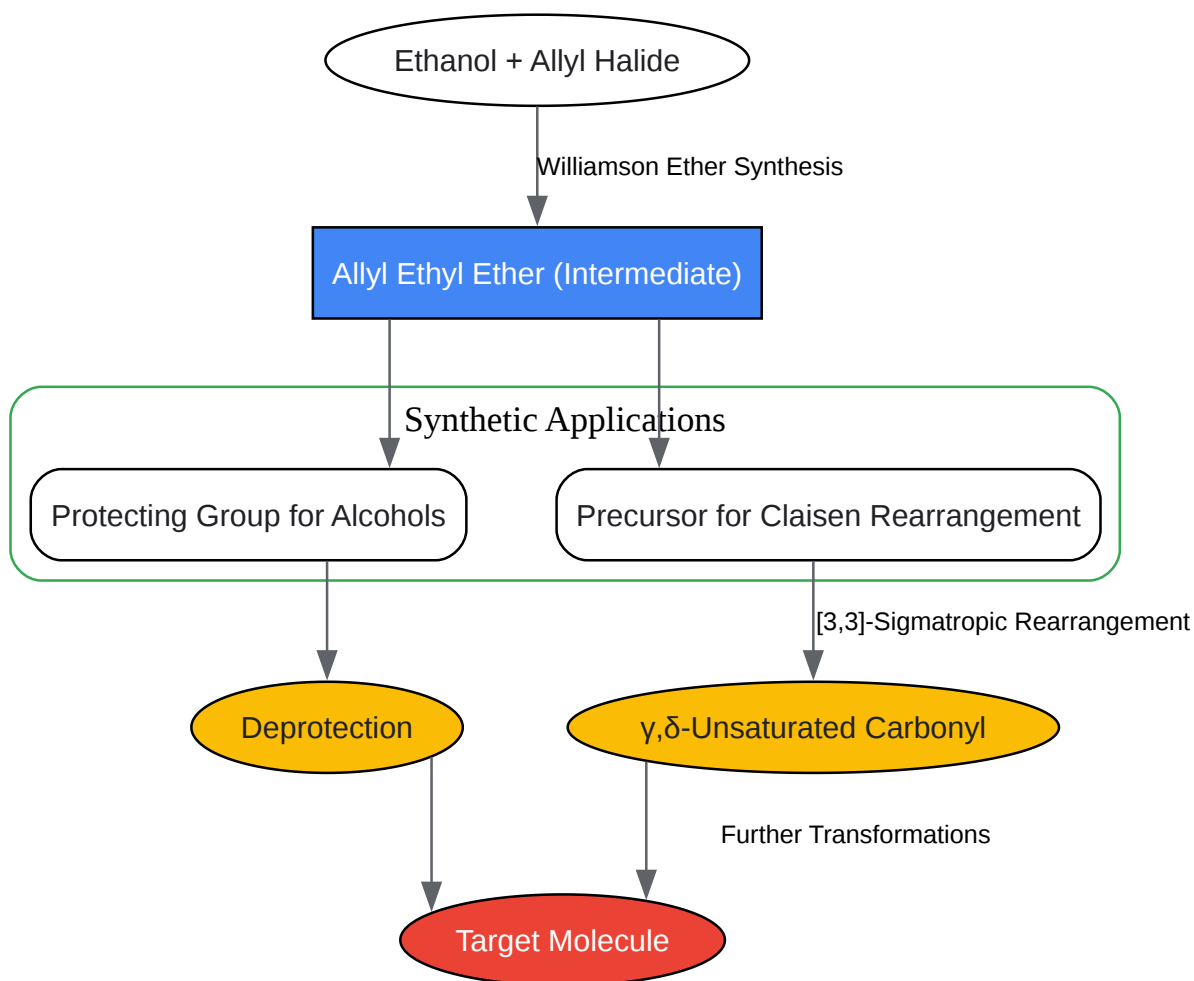 Ethanol + Allyl Halide
Williamson Ether Synthesis
Allyl Ethyl Ether (Intermediate)
Synthetic Applications
Protecting Group for Alcohols
Precursor for Claisen Rearrangement
[3,3]-Sigmatropic Rearrangement
Deprotection
γ,δ-Unsaturated Carbonyl
Further Transformations
Target Molecule